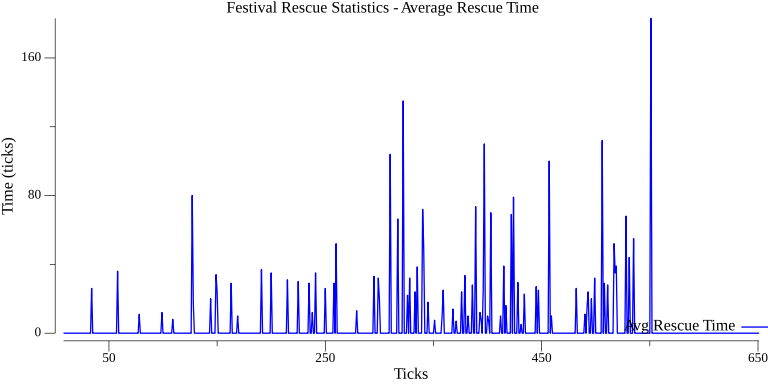 Festival Rescue Statistics - Average Rescue Time
Time (ticks)
160
80
0
Avg Rescue Time
50
250
450
650
Ticks